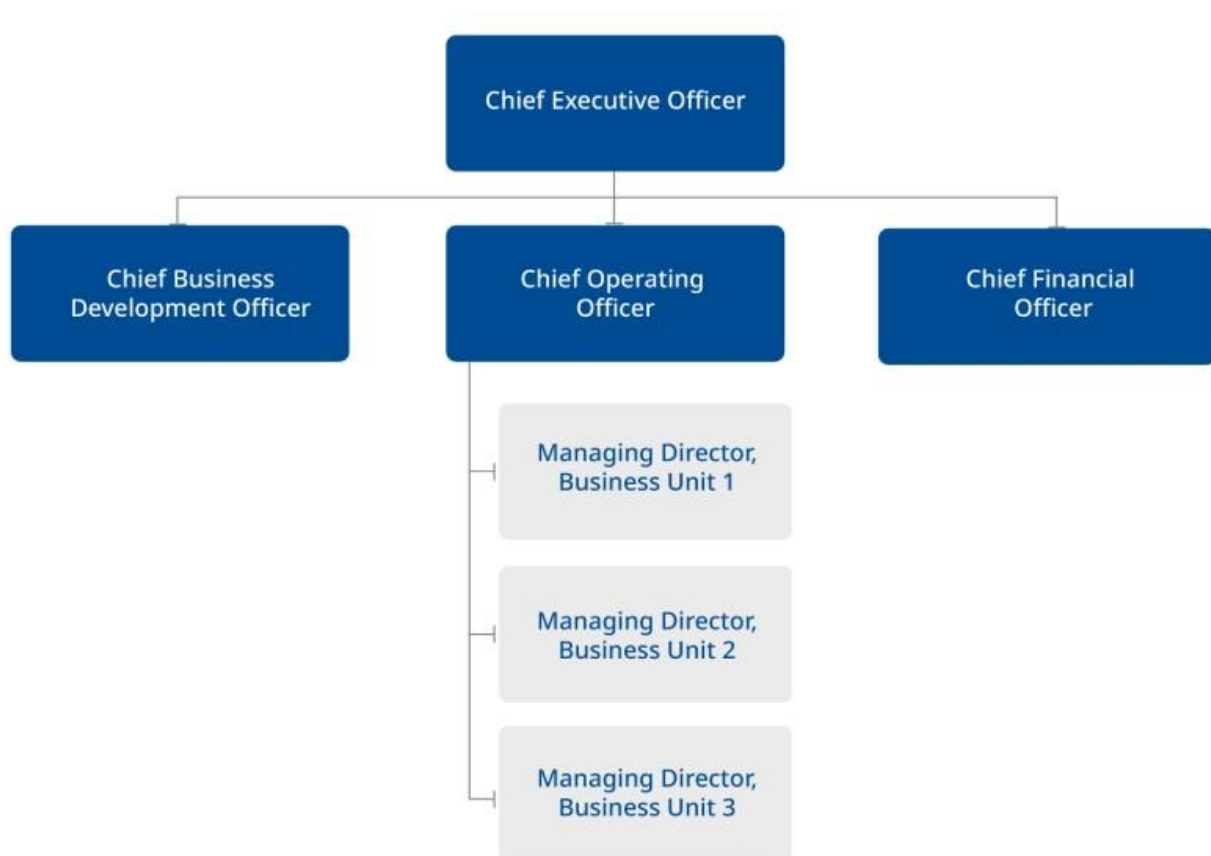 Chief Executive Officer
Chief Business
Development Officer
Chief Operating
Officer
Chief Financial
Officer
Managing Director,
Business Unit 1
Managing Director,
Business Unit 2
Managing Director,
Business Unit 3